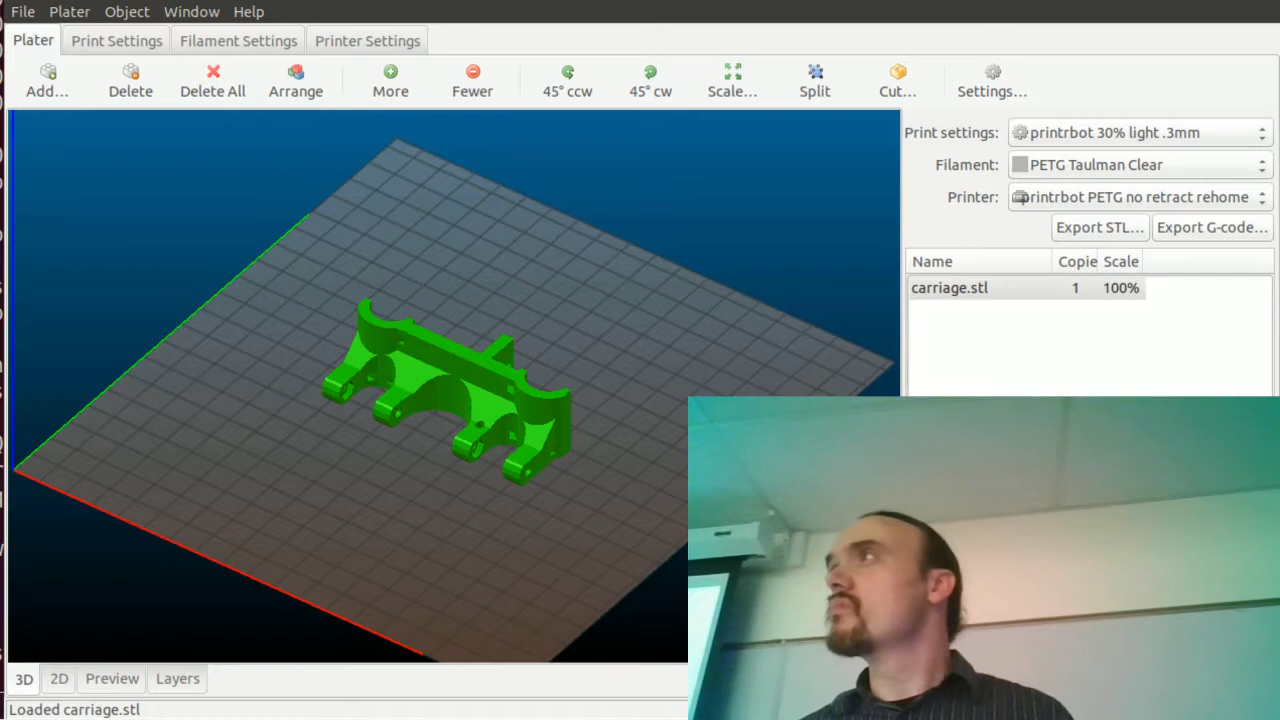 File Plater Object Window Help
Plater Print Settings Filament Settings Printer Settings
Add... Delete Delete All Arrange More Fewer 45° ccw 45° cw Scale... Split Cut... Settings...
Print settings: printrbot 30% light .3mm
Filament: PETG Taulman Clear
Printer: printrbot PETG no retract rehome
Export STL... Export G-code...
Name Copie Scale
carriage.stl 1 100%
3D 2D Preview Layers
Loaded carriage.stl